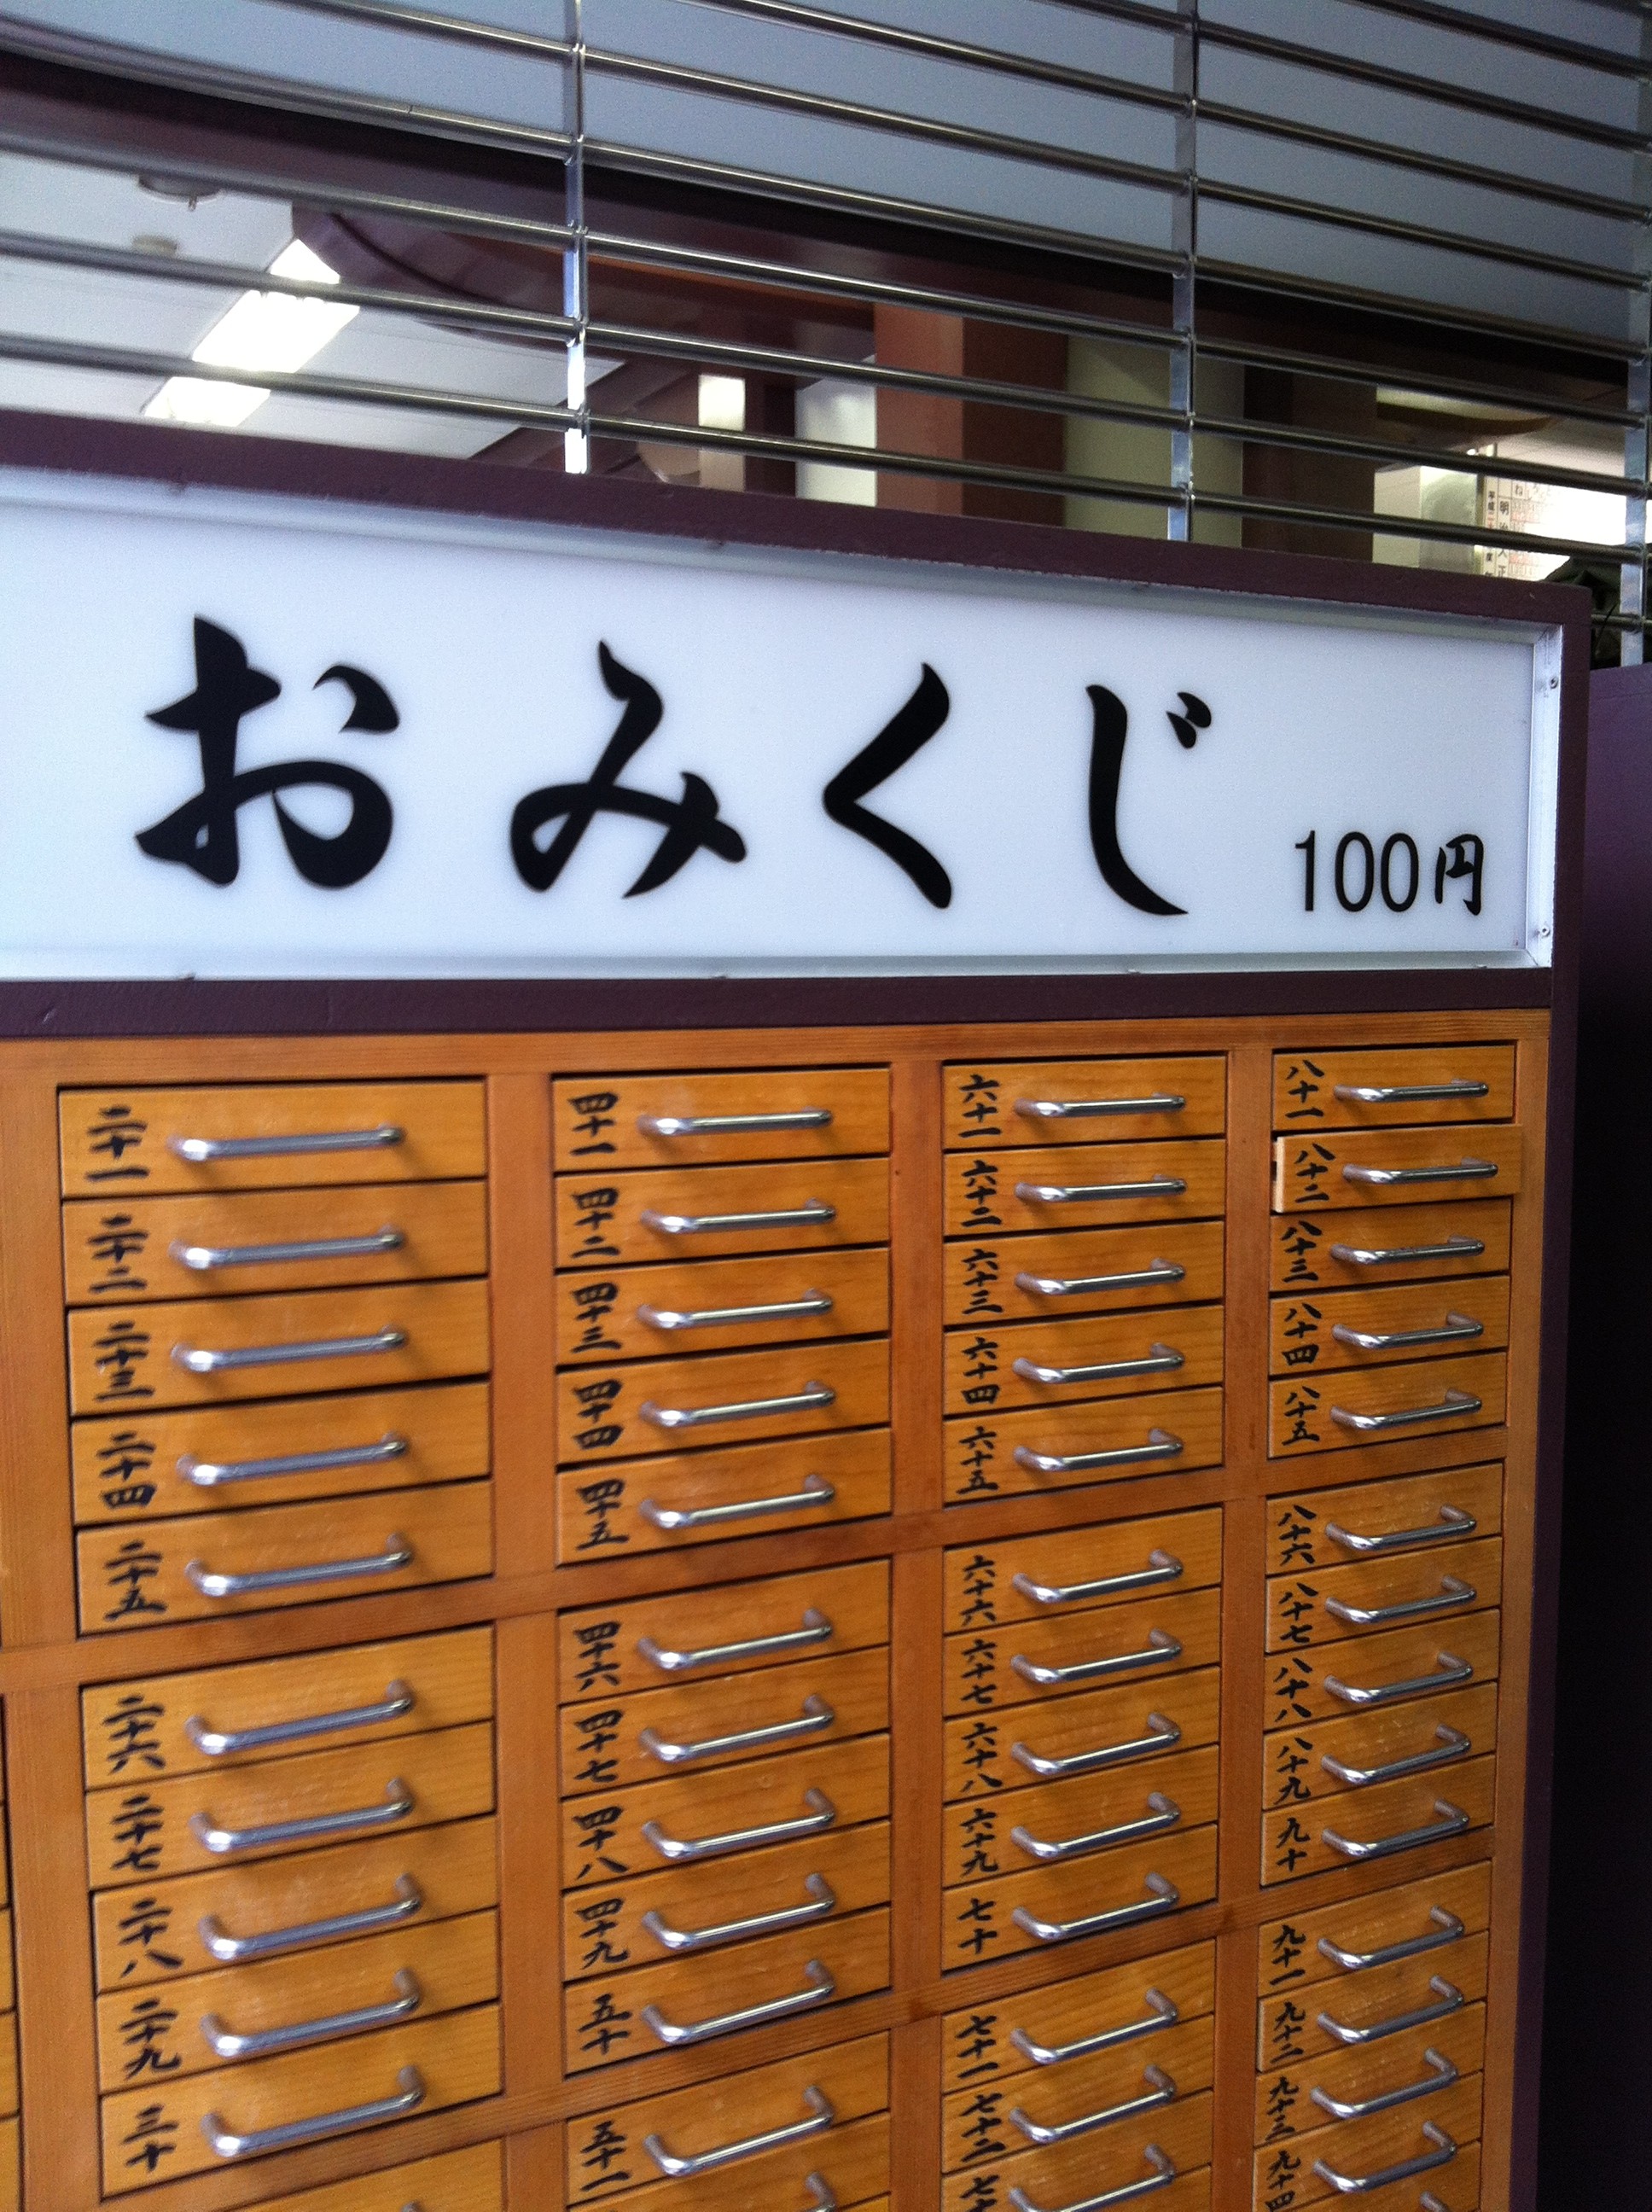 おみくじ 100円
二十一
二十二
二十三
二十四
二十五
二十六
二十七
二十八
二十九
三十
四十一
四十二
四十三
四十四
四十五
四十六
四十七
四十八
四十九
五十
五十一
六十一
六十二
六十三
六十四
六十五
六十六
六十七
六十八
六十九
七十
七十一
七十二
八十一
八十二
八十三
八十四
八十五
八十六
八十七
八十八
八十九
九十
九十一
九十二
九十三
九十四